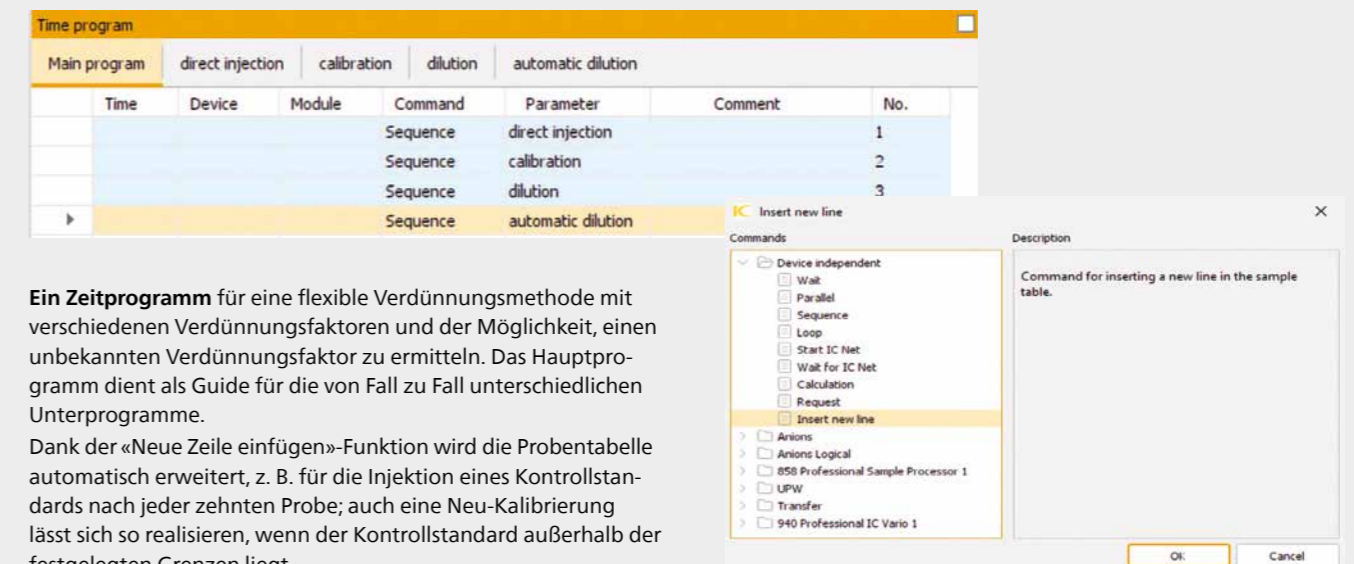 Time program
Main program direct injection calibration dilution automatic dilution
Time Device Module Command Parameter Comment No.
Sequence direct injection 1
Sequence calibration 2
Sequence dilution 3
Sequence automatic dilution
Ein Zeitprogramm für eine flexible Verdünnungsmethode mit
verschiedenen Verdünnungsfaktoren und der Möglichkeit, einen
unbekannten Verdünnungsfaktor zu ermitteln. Das Hauptpro-
gramm dient als Guide für die von Fall zu Fall unterschiedlichen
Unterprogramme.
Dank der «Neue Zeile einfügen»-Funktion wird die Probentabelle
automatisch erweitert, z. B. für die Injektion eines Kontrollstan-
dards nach jeder zehnten Probe; auch eine Neu-Kalibrierung
lässt sich so realisieren, wenn der Kontrollstandard außerhalb der
festgelegten Grenzen liegt.
IC Insert new line
Commands
Device independent
Wait
Parallel
Sequence
Loop
Start IC Net
Wait for IC Net
Calculation
Request
Insert new line
Anions
Anions Logical
858 Professional Sample Processor 1
UPW
Transfer
940 Professional IC Vario 1
Description
Command for inserting a new line in the sample
table.
OK Cancel